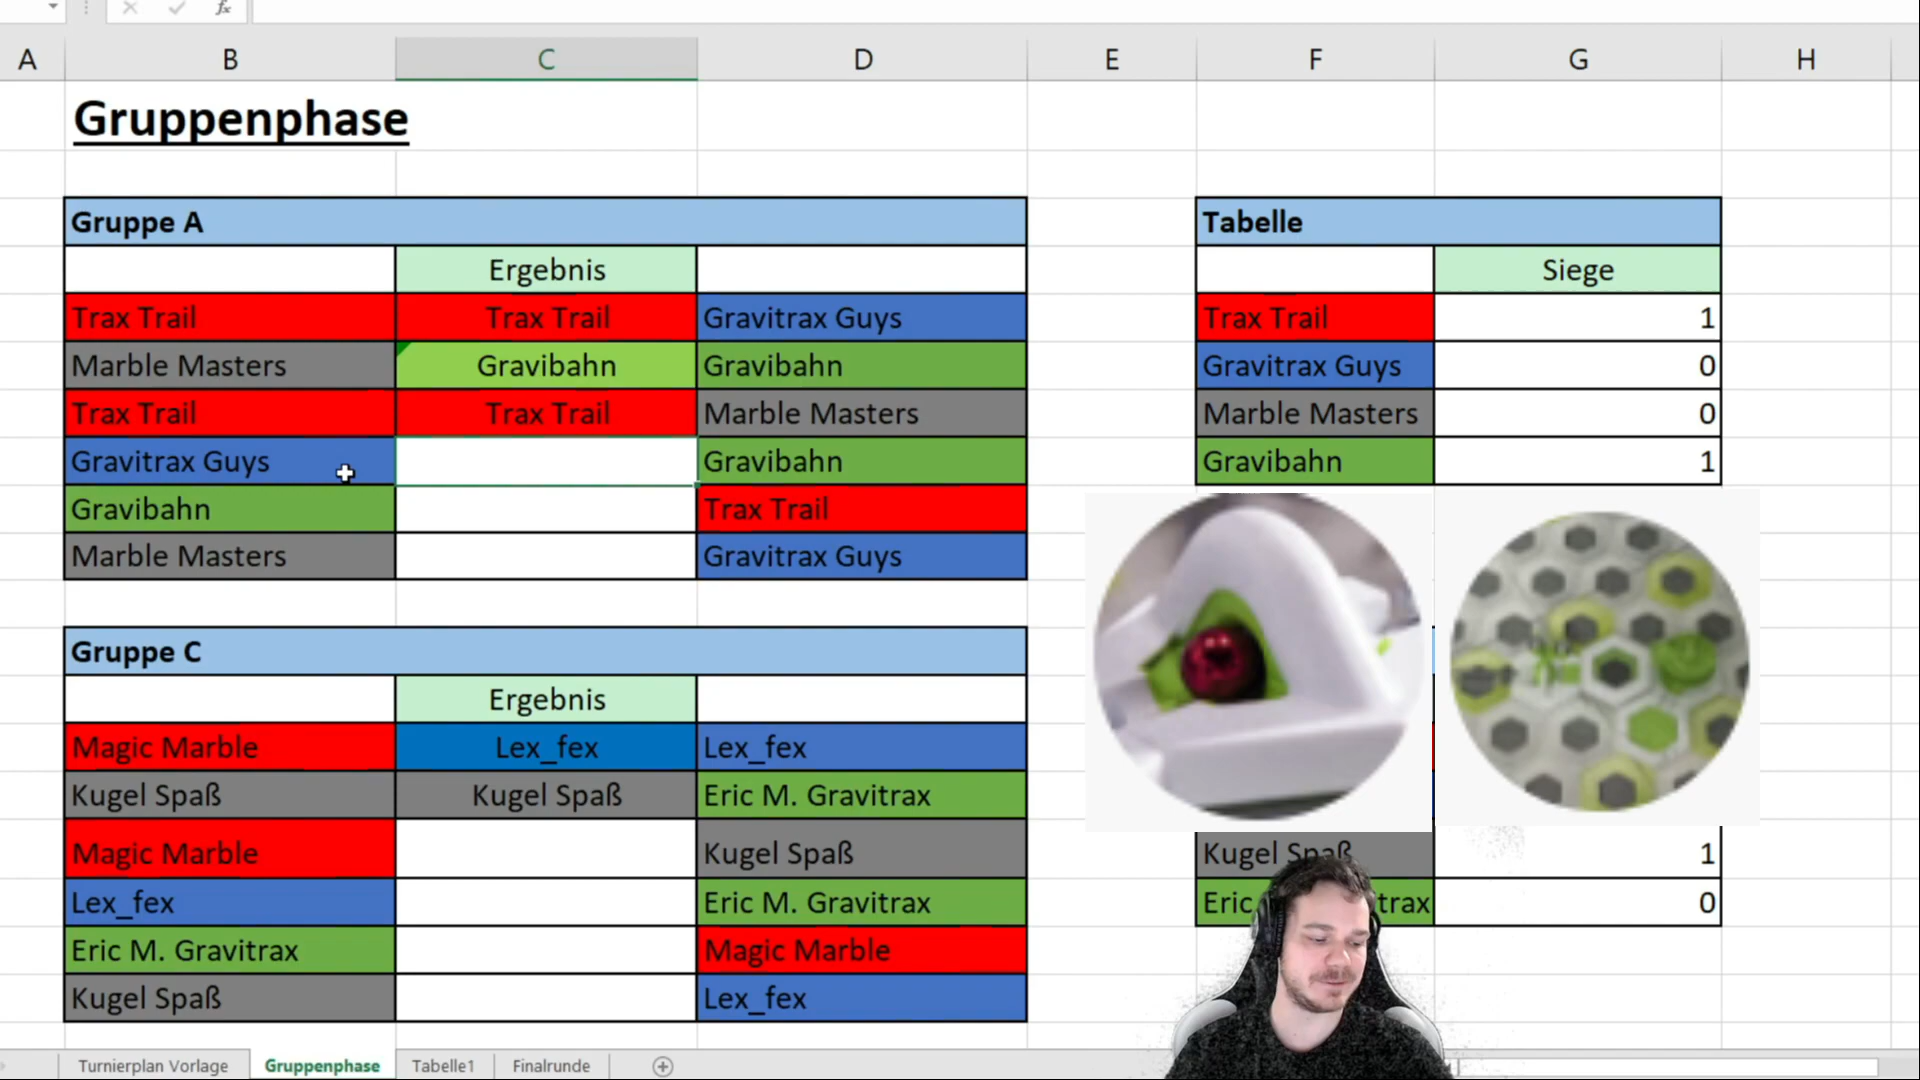 fx
A B C D E F G H
Gruppenphase
Gruppe A
Ergebnis
Trax Trail Trax Trail Gravitrax Guys
Marble Masters Gravibahn Gravibahn
Trax Trail Trax Trail Marble Masters
Gravitrax Guys Gravibahn
Gravibahn Trax Trail
Marble Masters Gravitrax Guys
Tabelle
Siege
Trax Trail 1
Gravitrax Guys 0
Marble Masters 0
Gravibahn 1
Gruppe C
Ergebnis
Magic Marble Lex_fex Lex_fex
Kugel Spaß Kugel Spaß Eric M. Gravitrax
Magic Marble Kugel Spaß
Lex_fex Eric M. Gravitrax
Eric M. Gravitrax Magic Marble
Kugel Spaß Lex_fex
Kugel Spaß 1
Eric trax 0
Turnierplan Vorlage Gruppenphase Tabelle1 Finalrunde